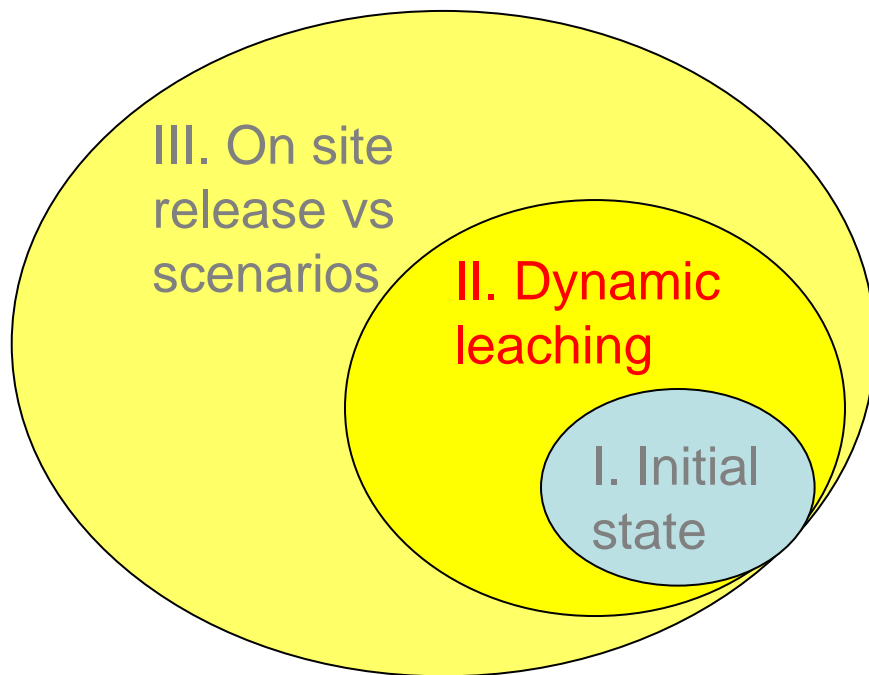 III. On site
release vs
scenarios
II. Dynamic
leaching
I. Initial
state